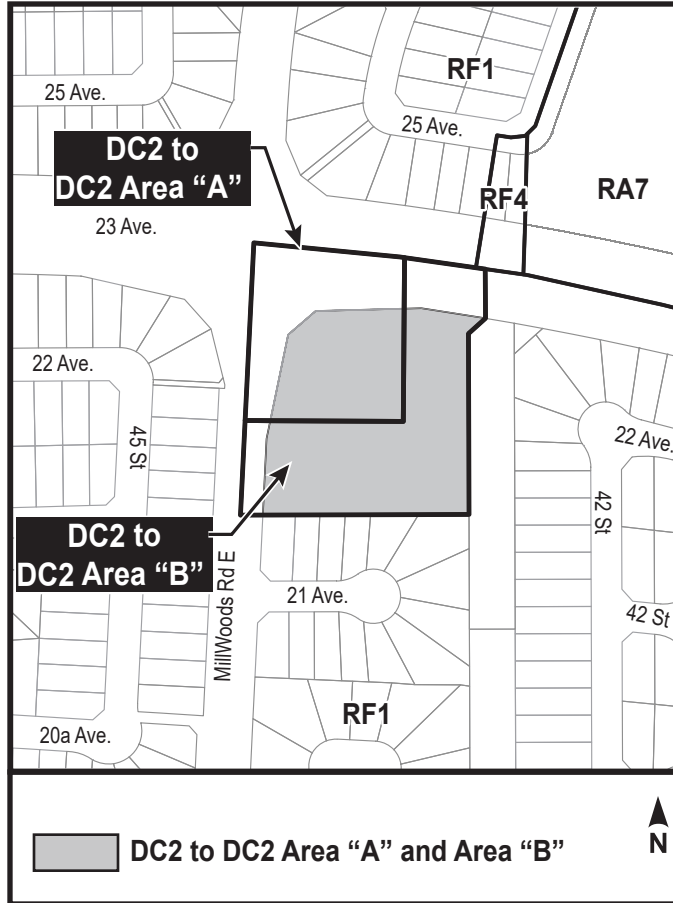 RF1
25 Ave.
25 Ave.
DC2 to
DC2 Area “A”
RF4
RA7
23 Ave.
22 Ave.
45 St
22 Ave.
42 St
DC2 to
DC2 Area “B”
MillWoods Rd E
21 Ave.
42 St
RF1
20a Ave.
DC2 to DC2 Area “A” and Area “B”
N